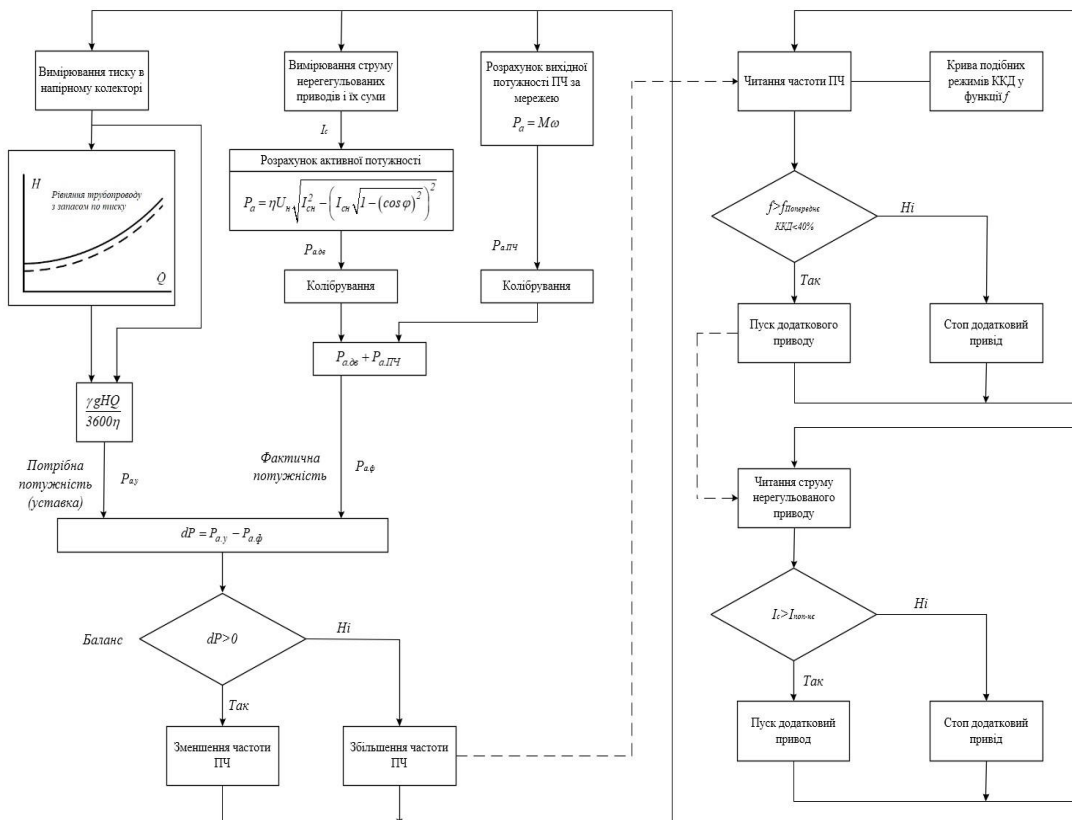 Вимірювання тиску в
напірному колекторі
H
Рівняння трубопроводу
з запасом по тиску
Q
γgHQ
3600η
Потрібна
потужність
(уставка)
Pа.у
Вимірювання струму
нерегегульованих
приводів і їх суми
Iс
Розрахунок активної потужності
Pа = ηUн√(Iсн² − (Iсн√(1 − (cosφ)²))²)
Pа.дв
Колібрування
Розрахунок вихідної
потужності ПЧ за
мережею
Pа = Mω
Pа.ПЧ
Колібрування
Pа.дв + Pа.ПЧ
Фактична
потужність
Pа.ф
dP = Pа.у − Pа.ф
Баланс
dP>0
Ні
Так
Зменшення частоти
ПЧ
Збільшення частоти
ПЧ
Читання частоти ПЧ
Крива подібних
режимів ККД у
функції f
f>fПопереднє
ККД<40%
Ні
Так
Пуск додаткового
приводу
Стоп додатковий
привід
Читання струму
нерегульованого
приводу
Iс>Iпоп-нє
Ні
Так
Пуск додатковий
привод
Стоп додатковий
привід